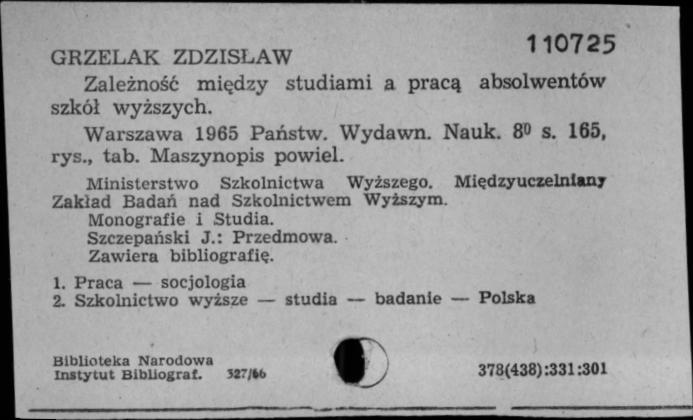 110725
GRZELAK ZDZISŁAW
Zależność między studiami a pracą absolwentów
szkół wyższych.
Warszawa 1965 Państw. Wydawn. Nauk. 8⁰ s. 165,
rys., tab. Maszynopis powiel.
Ministerstwo Szkolnictwa Wyższego. Międzyuczelniany
Zakład Badań nad Szkolnictwem Wyższym.
Monografie i Studia.
Szczepański J.: Przedmowa.
Zawiera bibliografię.
1. Praca — socjologia
2. Szkolnictwo wyższe — studia — badanie — Polska
Biblioteka Narodowa
Instytut Bibliograf. 327/66
378(438):331:301